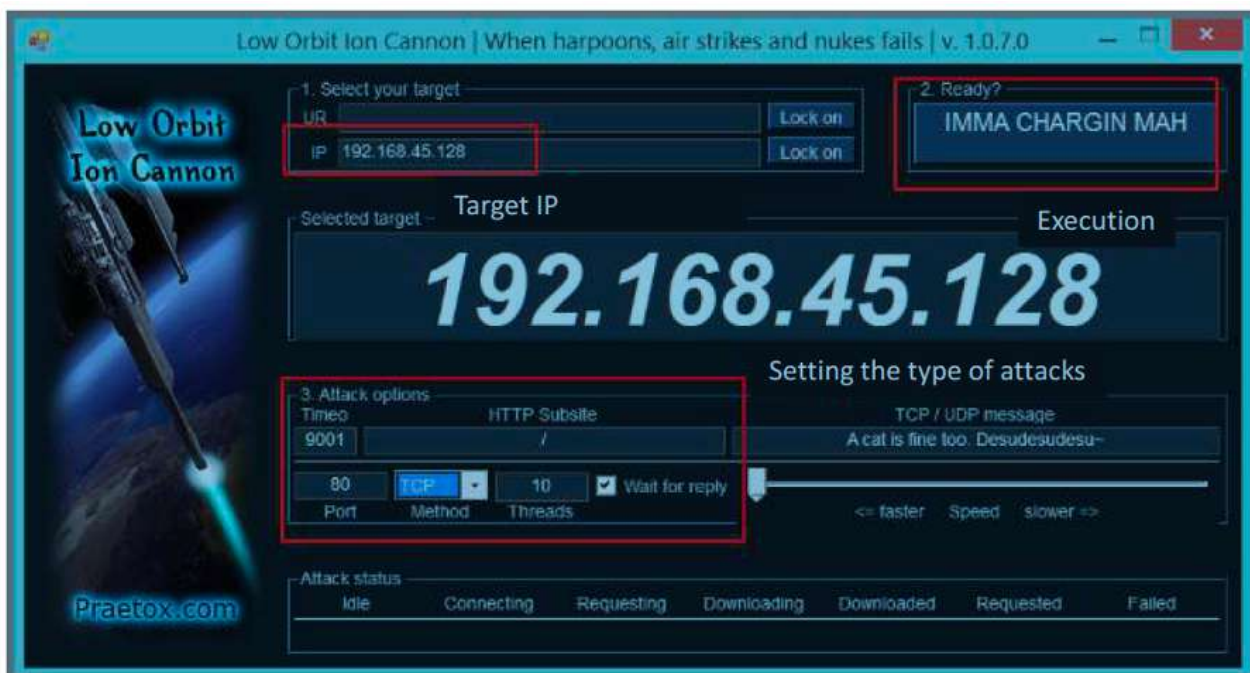 Low Orbit Ion Cannon | When harpoons, air strikes and nukes fails | v. 1.0.7.0
Low Orbit
Ion Cannon
1. Select your target
UR
Lock on
IP 192.168.45.128
Lock on
2. Ready?
IMMA CHARGIN MAH
Target IP
Execution
Selected target
192.168.45.128
Setting the type of attacks
3. Attack options
Timeo HTTP Subsite TCP / UDP message
9001 / A cat is fine too. Desudesudesu~
80 TCP 10 Wait for reply
Port Method Threads <= faster Speed slower =>
Attack status
Idle Connecting Requesting Downloading Downloaded Requested Failed
Praetox.com